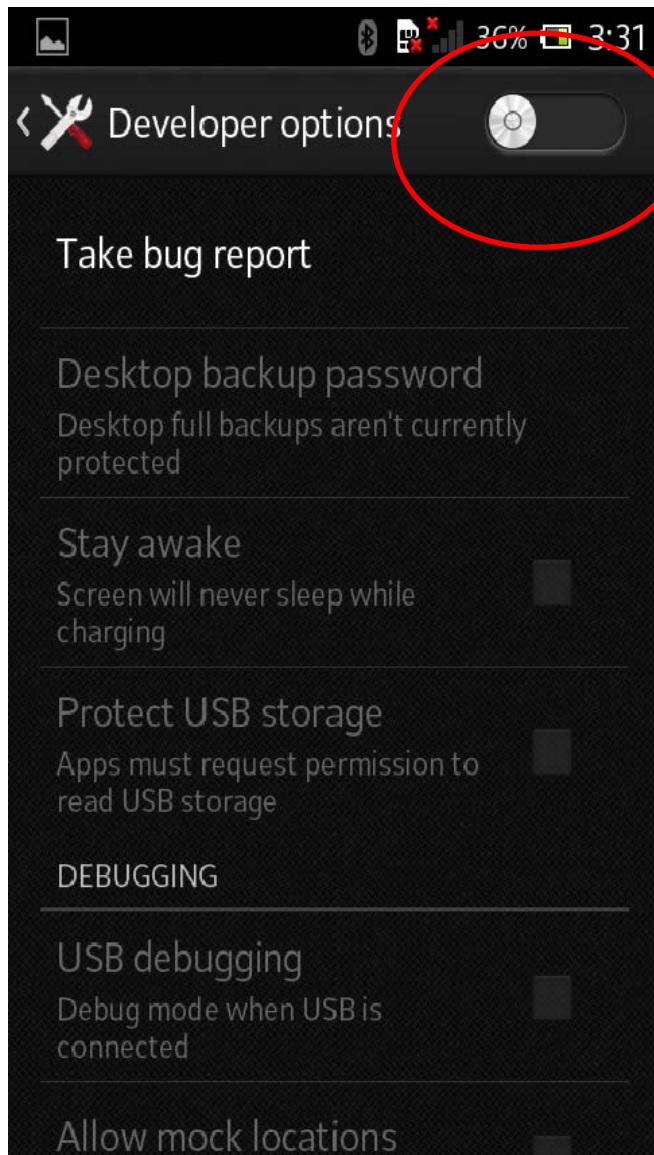 36% 3:31
Developer options
Take bug report
Desktop backup password
Desktop full backups aren't currently
protected
Stay awake
Screen will never sleep while
charging
Protect USB storage
Apps must request permission to
read USB storage
DEBUGGING
USB debugging
Debug mode when USB is
connected
Allow mock locations